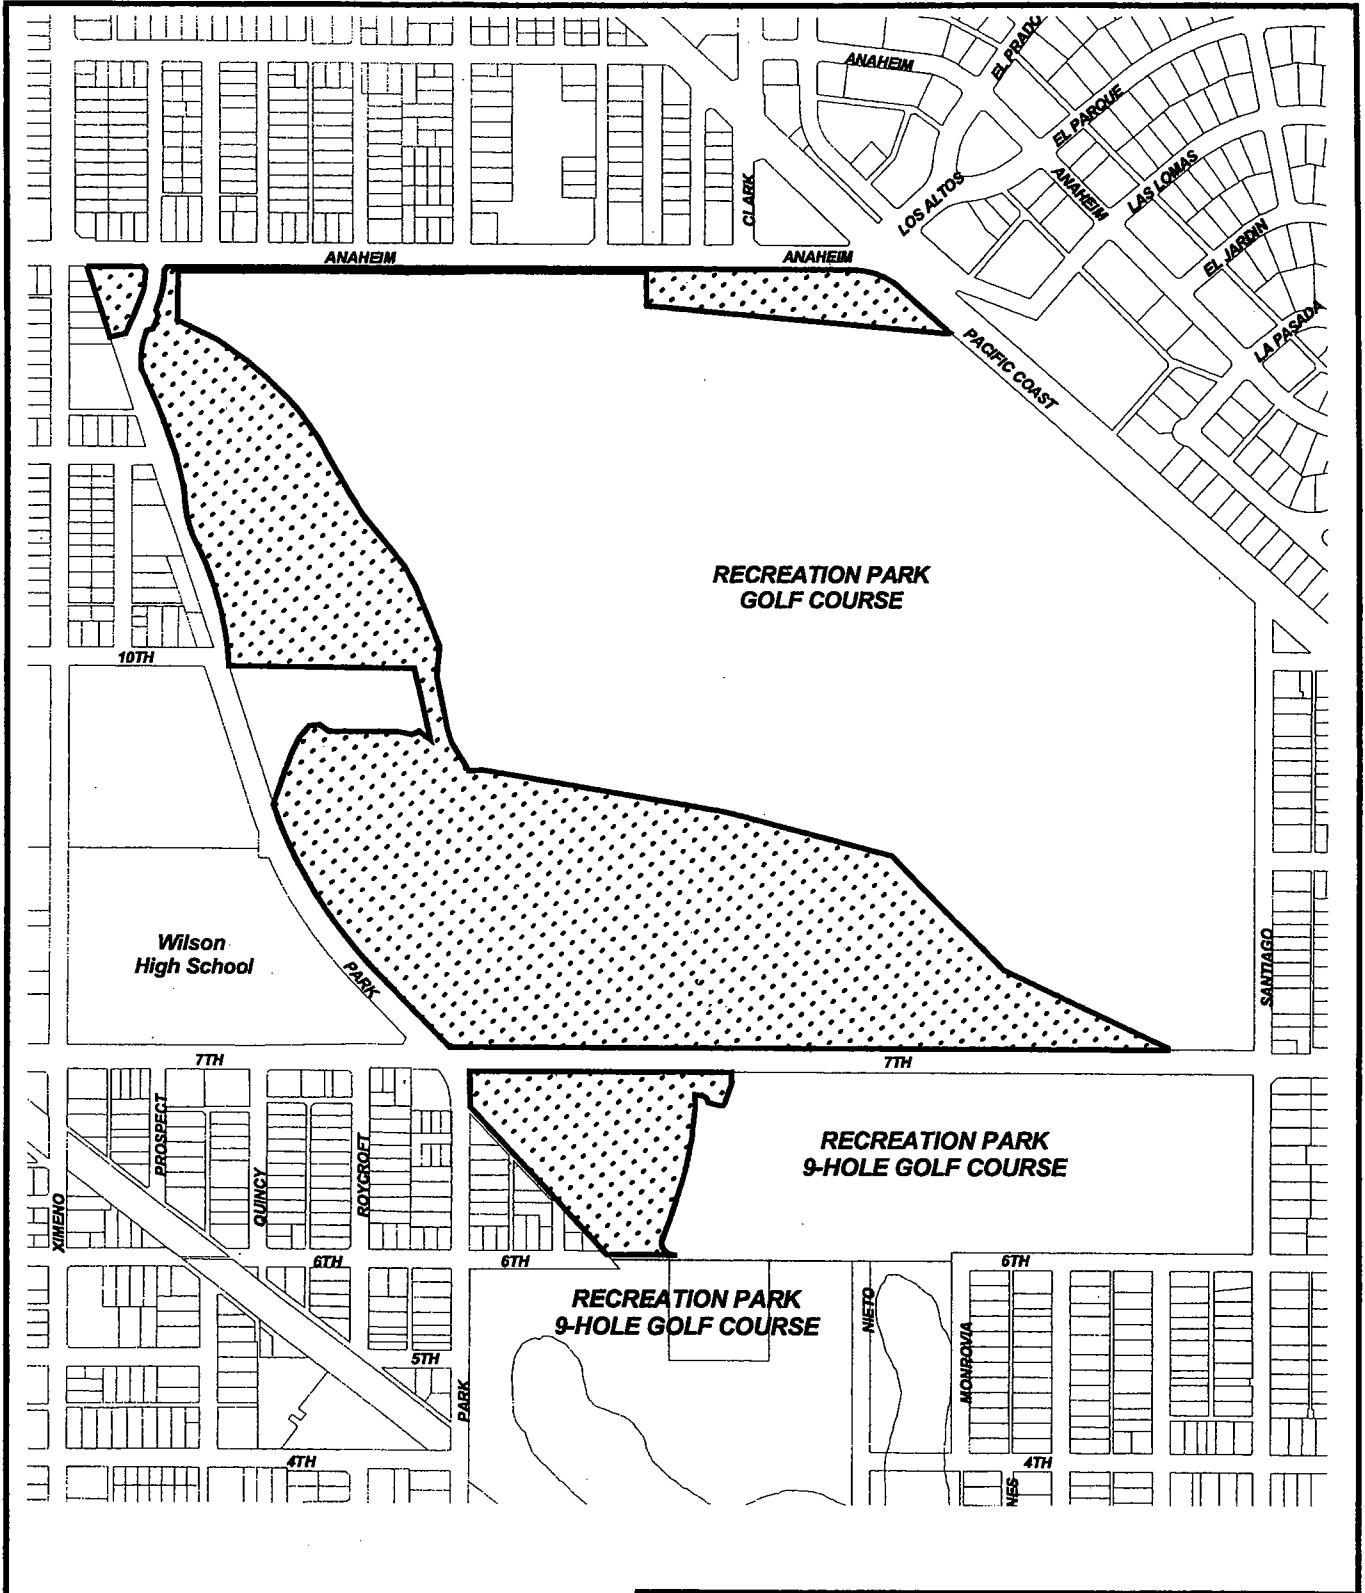 EL PRADO
ANAHEIM
EL PARQUE
LAS LOMAS
ANAHEIM
CLARK
LOS ALTOS
EL JARDIN
ANAHEIM
ANAHEIM
LA PASADA
PACIFIC COAST
RECREATION PARK
GOLF COURSE
10TH
Wilson
High School
PARK
SANTIAGO
7TH
7TH
PROSPECT
QUINCY
ROYCROFT
XIMENO
RECREATION PARK
9-HOLE GOLF COURSE
6TH
6TH
6TH
RECREATION PARK
9-HOLE GOLF COURSE
NIETO
MONROVIA
5TH
PARK
4TH
4TH
NES